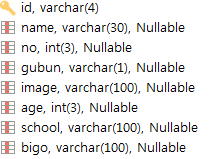 id, varchar(4)
name, varchar(30), Nullable
no, int(3), Nullable
gubun, varchar(1), Nullable
image, varchar(100), Nullable
age, int(3), Nullable
school, varchar(100), Nullable
bigo, varchar(100), Nullable